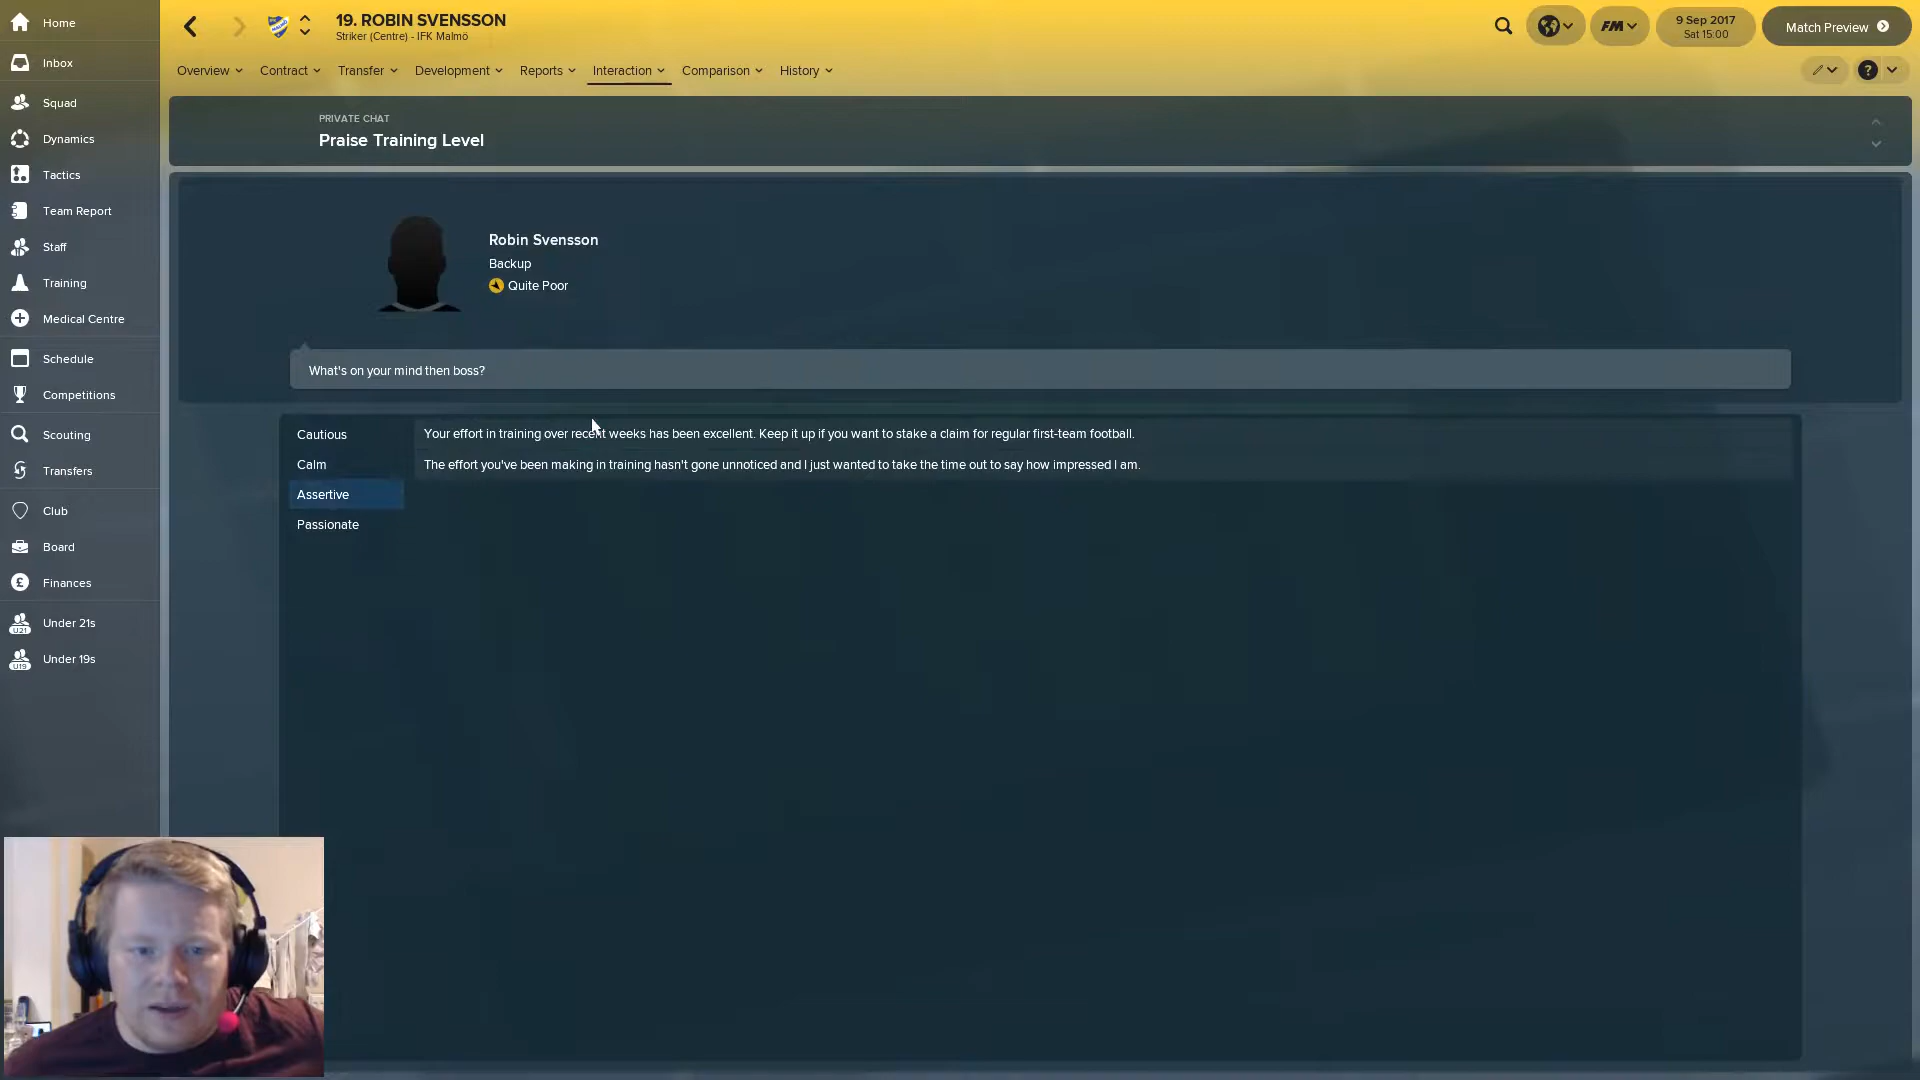 Home
Inbox
Squad
Dynamics
Tactics
Team Report
Staff
Training
Medical Centre
Schedule
Competitions
Scouting
Transfers
Club
Board
Finances
U21
Under 21s
U19
Under 19s
19. ROBIN SVENSSON
Striker (Centre) - IFK Malmö
FM
9 Sep 2017
Sat 15:00
Match Preview
Overview
Contract
Transfer
Development
Reports
Interaction
Comparison
History
?
PRIVATE CHAT
Praise Training Level
Robin Svensson
Backup
Quite Poor
What's on your mind then boss?
Cautious
Calm
Assertive
Passionate
Your effort in training over recent weeks has been excellent. Keep it up if you want to stake a claim for regular first-team football.
The effort you've been making in training hasn't gone unnoticed and I just wanted to take the time out to say how impressed I am.